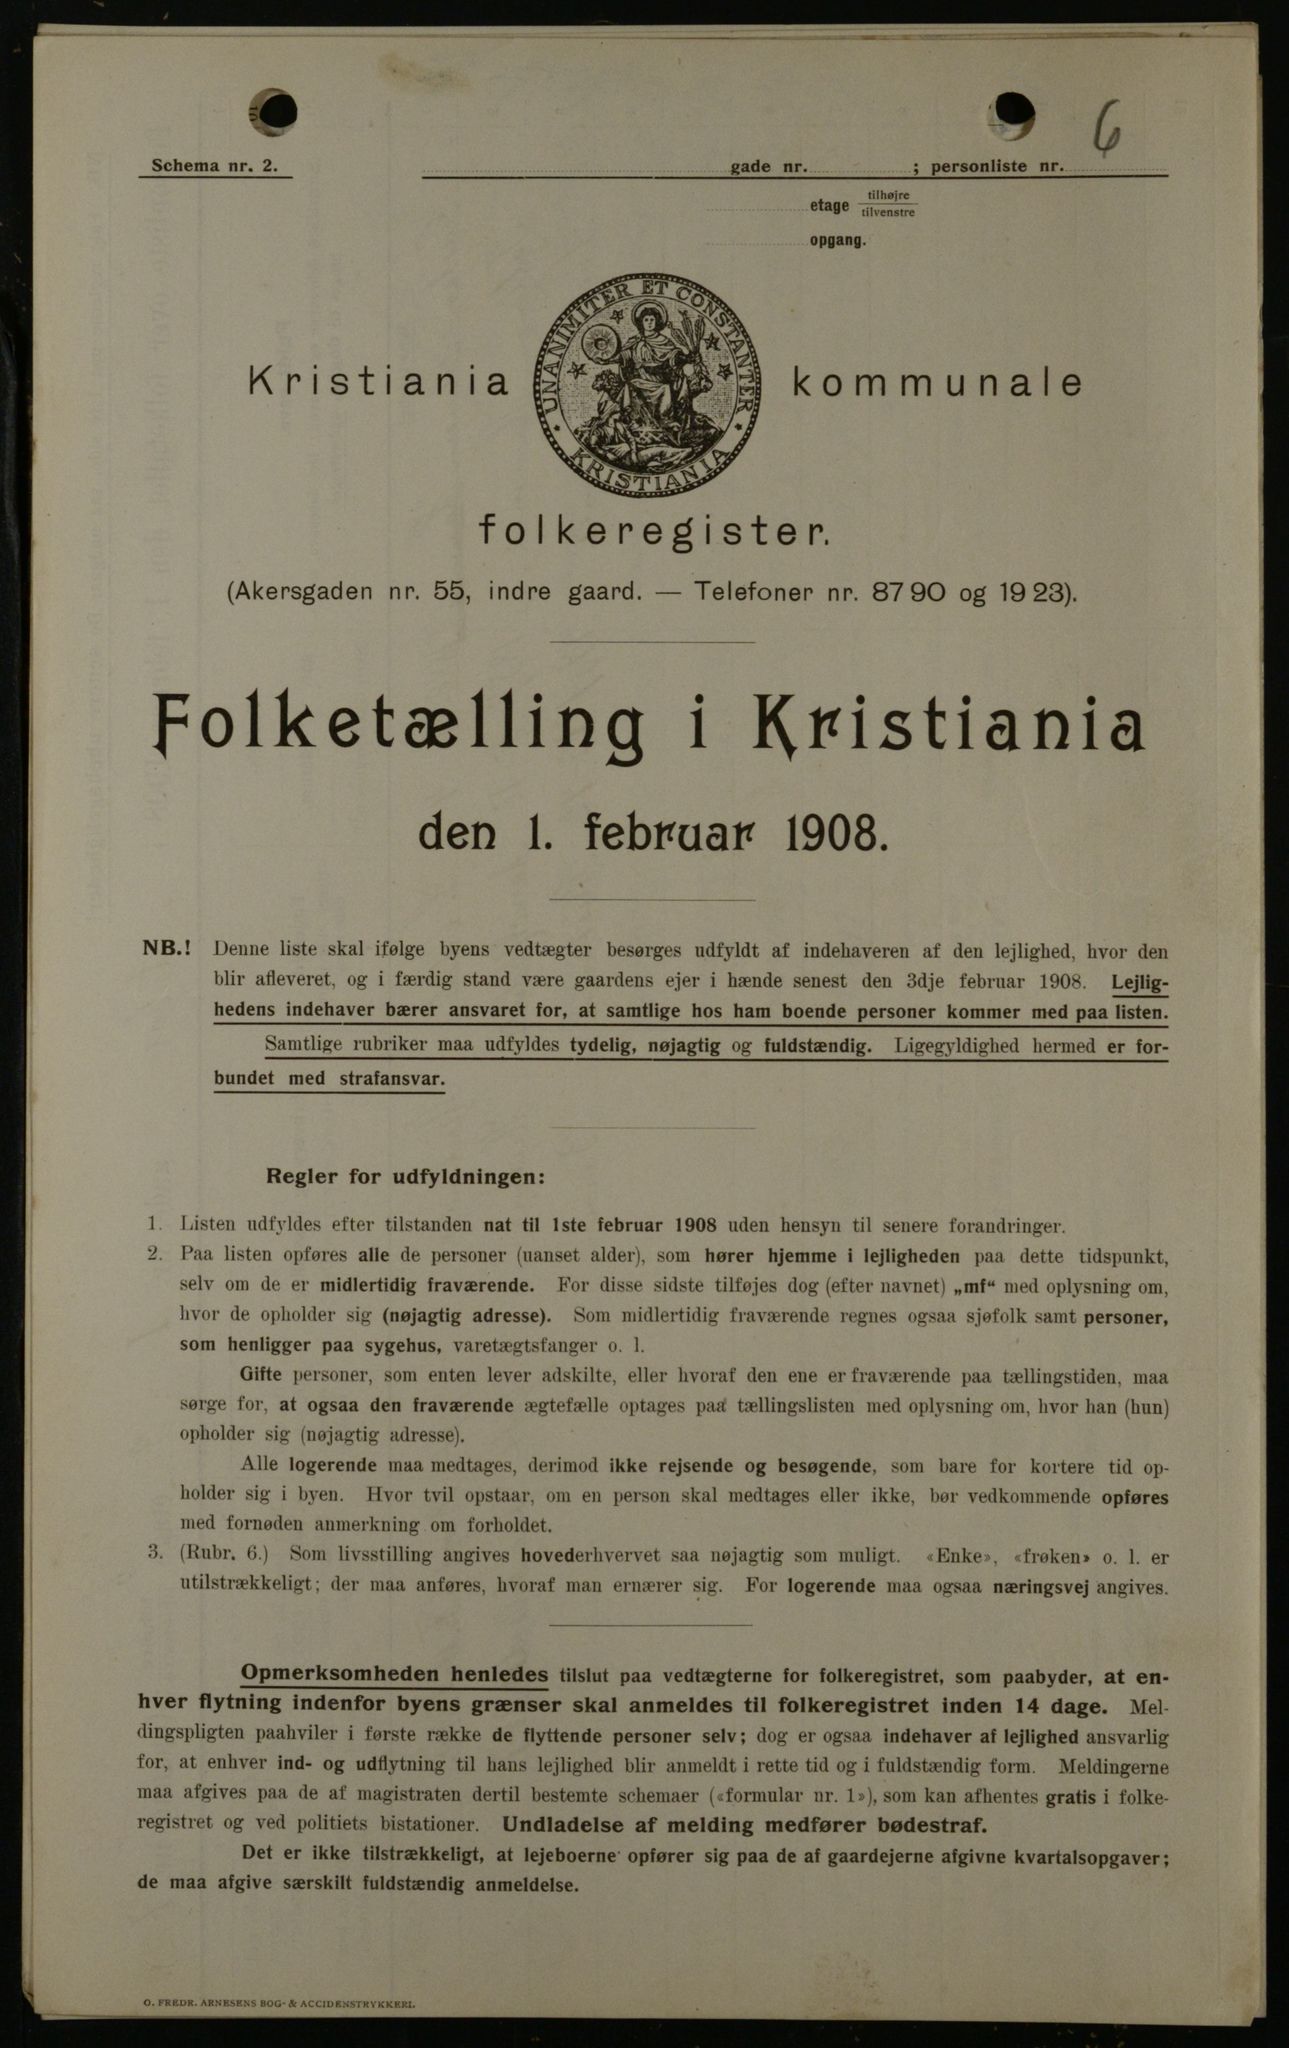 6
Schema nr. 2. gade nr. ; personliste nr.
etage tilhøjre
tilvenstre
opgang.
UNANIMITER ET CONSTANTER
KRISTIANIA
Kristiania kommunale
folkeregister.
(Akersgaden nr. 55, indre gaard. — Telefoner nr. 87 90 og 19 23).
Folketælling i Kristiania
den 1. februar 1908.
NB.! Denne liste skal ifølge byens vedtægter besørges udfyldt af indehaveren af den lejlighed, hvor den
blir afleveret, og i færdig stand være gaardens ejer i hænde senest den 3dje februar 1908. Lejlig-
hedens indehaver bærer ansvaret for, at samtlige hos ham boende personer kommer med paa listen.
Samtlige rubriker maa udfyldes tydelig, nøjagtig og fuldstændig. Ligegyldighed hermed er for-
bundet med strafansvar.
Regler for udfyldningen:
1. Listen udfyldes efter tilstanden nat til 1ste februar 1908 uden hensyn til senere forandringer.
2. Paa listen opføres alle de personer (uanset alder), som hører hjemme i lejligheden paa dette tidspunkt,
selv om de er midlertidig fraværende. For disse sidste tilføjes dog (efter navnet) „mf“ med oplysning om,
hvor de opholder sig (nøjagtig adresse). Som midlertidig fraværende regnes ogsaa sjøfolk samt personer,
som henligger paa sygehus, varetægtsfanger o. l.
Gifte personer, som enten lever adskilte, eller hvoraf den ene er fraværende paa tællingstiden, maa
sørge for, at ogsaa den fraværende ægtefælle optages paa tællingslisten med oplysning om, hvor han (hun)
opholder sig (nøjagtig adresse).
Alle logerende maa medtages, derimod ikke rejsende og besøgende, som bare for kortere tid op-
holder sig i byen. Hvor tvil opstaar, om en person skal medtages eller ikke, bør vedkommende opføres
med fornøden anmerkning om forholdet.
3. (Rubr. 6.) Som livsstilling angives hovederhvervet saa nøjagtig som muligt. «Enke», «frøken» o. l. er
utilstrækkeligt; der maa anføres, hvoraf man ernærer sig. For logerende maa ogsaa næringsvej angives.
Opmerksomheden henledes tilslut paa vedtægterne for folkeregistret, som paabyder, at en-
hver flytning indenfor byens grænser skal anmeldes til folkeregistret inden 14 dage. Mel-
dingspligten paahviler i første række de flyttende personer selv; dog er ogsaa indehaver af lejlighed ansvarlig
for, at enhver ind- og udflytning til hans lejlighed blir anmeldt i rette tid og i fuldstændig form. Meldingerne
maa afgives paa de af magistraten dertil bestemte schemaer («formular nr. 1»), som kan afhentes gratis i folke-
registret og ved politiets bistationer. Undladelse af melding medfører bødestraf.
Det er ikke tilstrækkeligt, at lejeboerne opfører sig paa de af gaardejerne afgivne kvartalsopgaver;
de maa afgive særskilt fuldstændig anmeldelse.
O. FREDR. ARNESENS BOG- & ACCIDENSTRYKKERI.